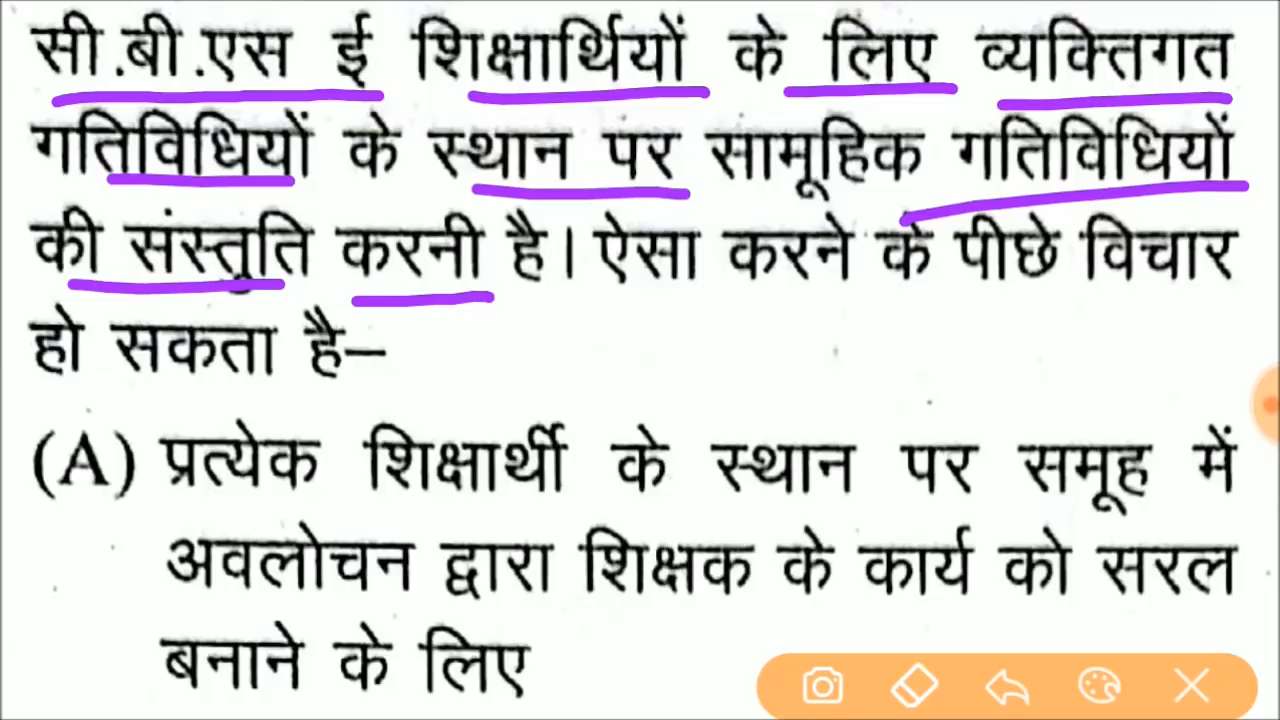 सी.बी.एस ई शिक्षार्थियों के लिए व्यक्तिगत
गतिविधियों के स्थान पर सामूहिक गतिविधियों
की संस्तुति करनी है। ऐसा करने के पीछे विचार
हो सकता है–
(A) प्रत्येक शिक्षार्थी के स्थान पर समूह में
अवलोचन द्वारा शिक्षक के कार्य को सरल
बनाने के लिए